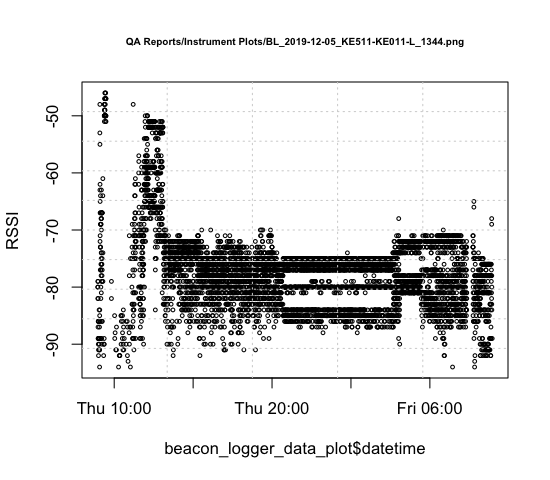 QA Reports/Instrument Plots/BL_2019-12-05_KE511-KE011-L_1344.png
-50
-60
-70
-80
-90
RSSI
Thu 10:00 Thu 20:00 Fri 06:00
beacon_logger_data_plot$datetime